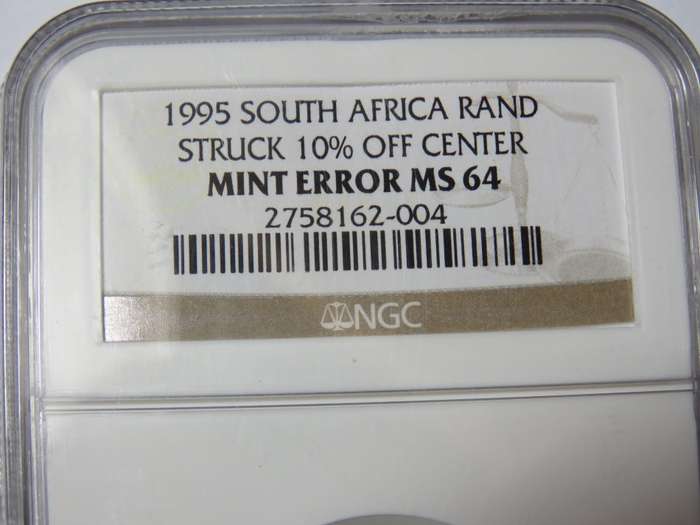 1995 SOUTH AFRICA RAND
STRUCK 10% OFF CENTER
MINT ERROR MS 64
2758162-004
NGC